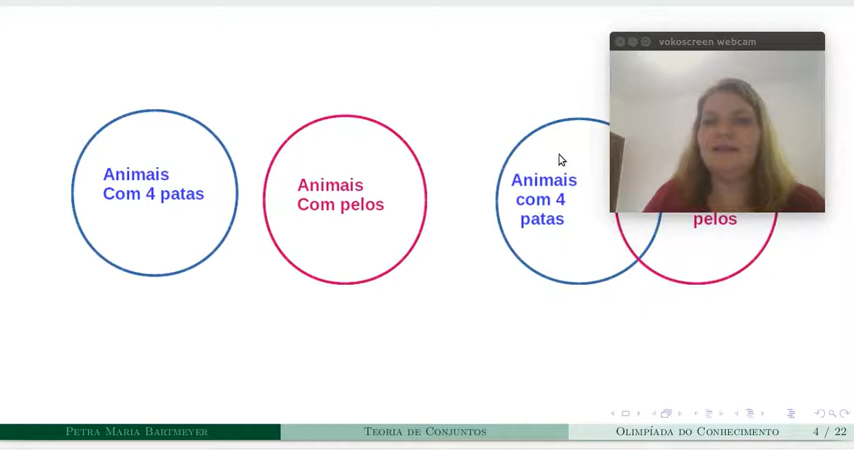 vokoscreen webcam
Animais
Com 4 patas
Animais
Com pelos
Animais
com 4
patas
pelos
Petra Maria Bartmeyer
Teoria de Conjuntos
Olimpíada do Conhecimento
4 / 22